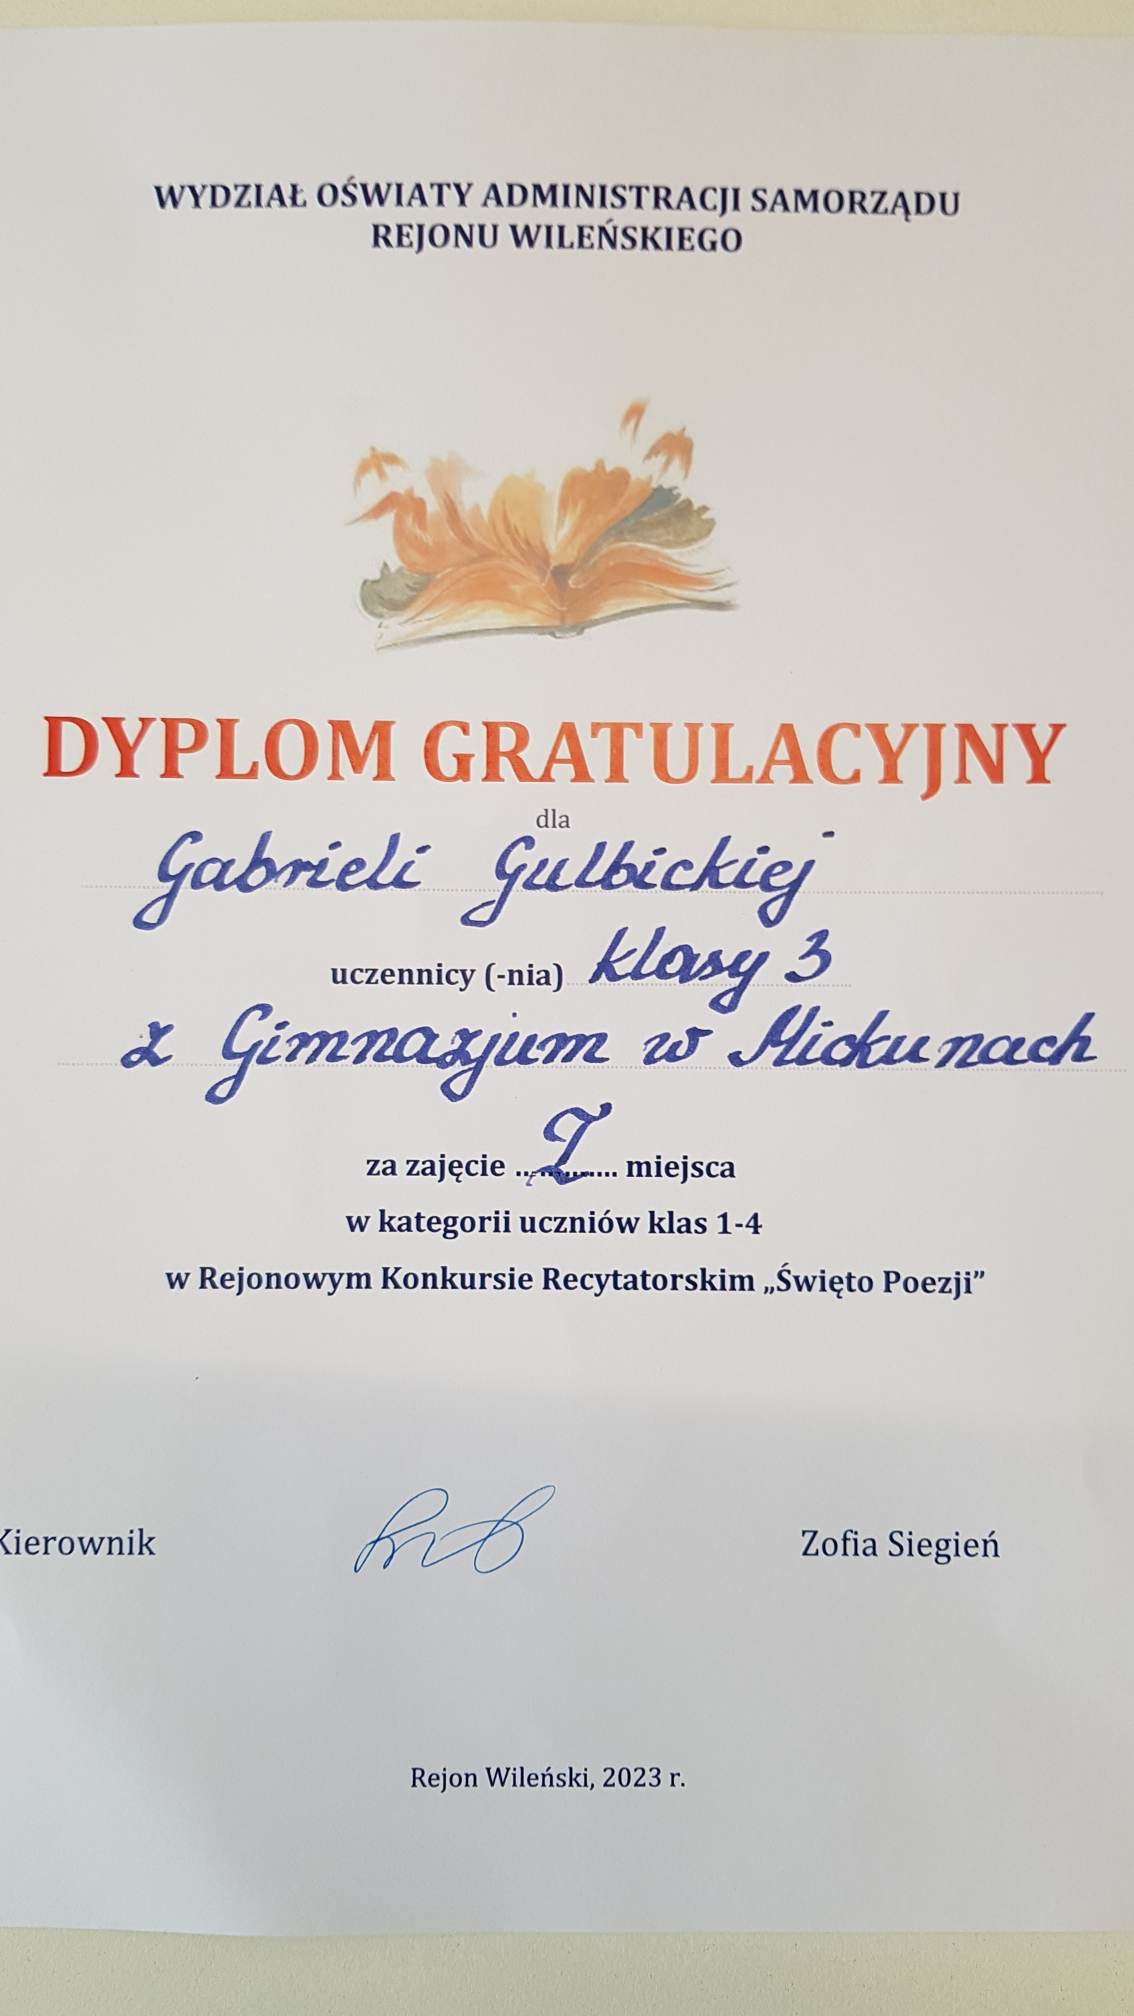 WYDZIAŁ OŚWIATY ADMINISTRACJI SAMORZĄDU
REJONU WILEŃSKIEGO
DYPLOM GRATULACYJNY
dla
Gabrieli Gulbickiej
uczennicy (-nia) klasy 3
z Gimnazjum w Mickunach
za zajęcie ...I... miejsca
w kategorii uczniów klas 1-4
w Rejonowym Konkursie Recytatorskim „Święto Poezji”
Kierownik
Zofia Siegień
Rejon Wileński, 2023 r.